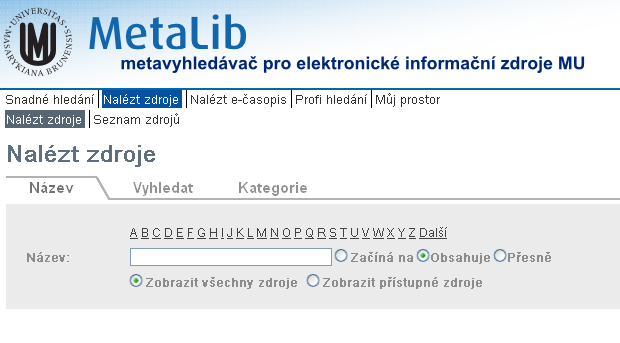 UNIVERSITAS MASARYKIANA BRUNENSIS
MU
MetaLib
metavyhledávač pro elektronické informační zdroje MU
Snadné hledání Nalézt zdroje Nalézt e-časopis Profi hledání Můj prostor
Nalézt zdroje Seznam zdrojů
Nalézt zdroje
Název Vyhledat Kategorie
A B C D E F G H I J K L M N O P Q R S T U V W X Y Z Další
Název: Začíná na Obsahuje Přesně
Zobrazit všechny zdroje Zobrazit přístupné zdroje